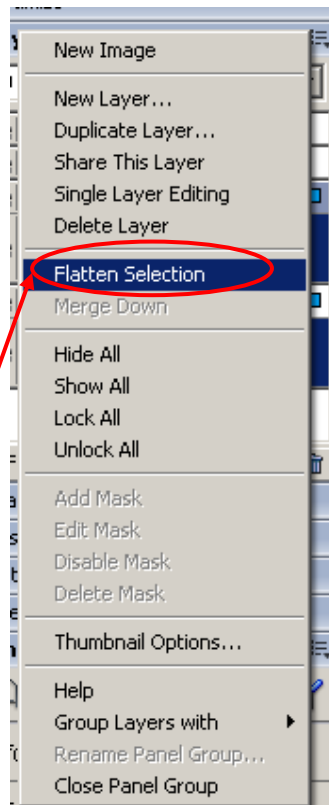 New Image
New Layer...
Duplicate Layer...
Share This Layer
Single Layer Editing
Delete Layer
Flatten Selection
Merge Down
Hide All
Show All
Lock All
Unlock All
Add Mask
Edit Mask
Disable Mask
Delete Mask
Thumbnail Options...
Help
Group Layers with
Rename Panel Group...
Close Panel Group